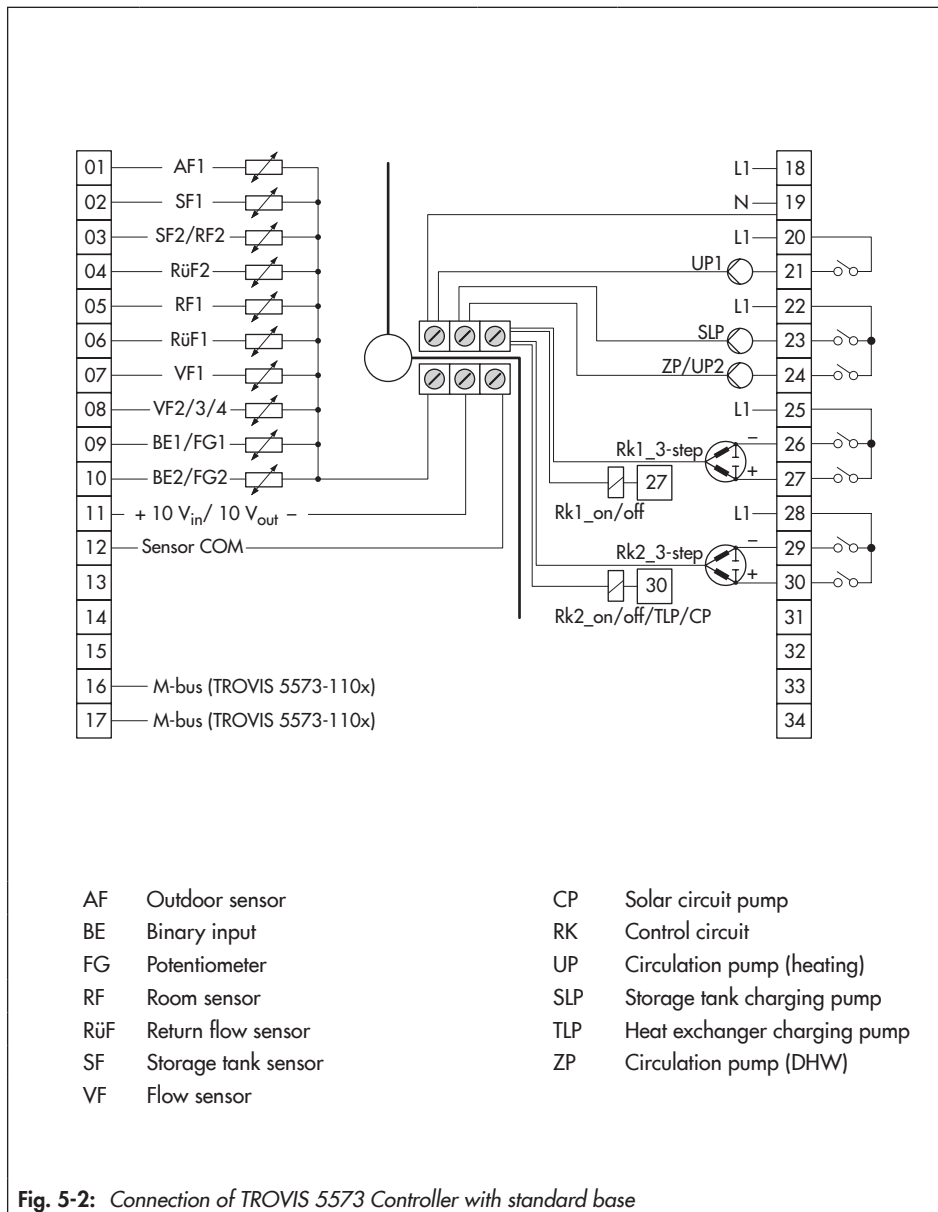 01 AF1
02 SF1
03 SF2/RF2
04 RüF2
05 RF1
06 RüF1
07 VF1
08 VF2/3/4
09 BE1/FG1
10 BE2/FG2
11 + 10 Vin/ 10 Vout –
12 Sensor COM
13
14
15
16 M-bus (TROVIS 5573-110x)
17 M-bus (TROVIS 5573-110x)
L1 18
N 19
L1 20
UP1 21
L1 22
SLP 23
ZP/UP2 24
L1 25
Rk1_3-step – 26
+ 27
27
Rk1_on/off
L1 28
Rk2_3-step – 29
+ 30
30
Rk2_on/off/TLP/CP
31
32
33
34
AF Outdoor sensor
BE Binary input
FG Potentiometer
RF Room sensor
RüF Return flow sensor
SF Storage tank sensor
VF Flow sensor
CP Solar circuit pump
RK Control circuit
UP Circulation pump (heating)
SLP Storage tank charging pump
TLP Heat exchanger charging pump
ZP Circulation pump (DHW)
Fig. 5-2: Connection of TROVIS 5573 Controller with standard base